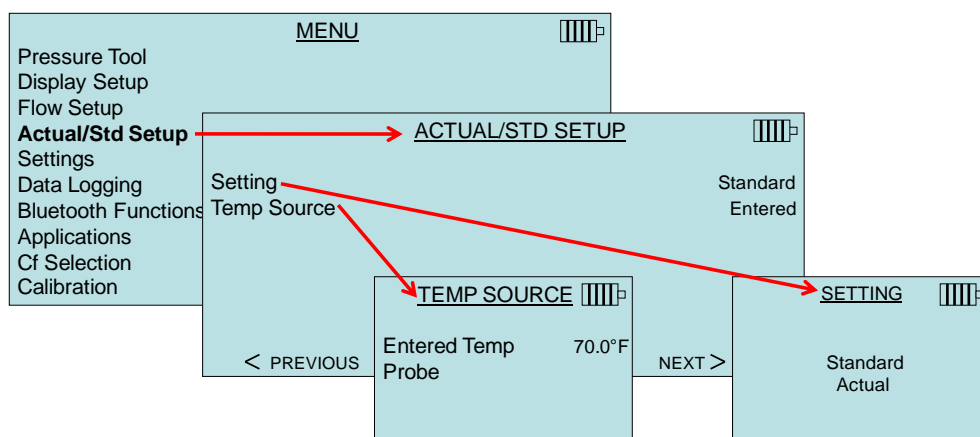 MENU
Pressure Tool
Display Setup
Flow Setup
Actual/Std Setup
Settings
Data Logging
Bluetooth Functions
Applications
Cf Selection
Calibration
ACTUAL/STD SETUP
Setting Standard
Temp Source Entered
< PREVIOUS NEXT >
TEMP SOURCE
Entered Temp 70.0°F
Probe
SETTING
Standard
Actual